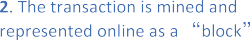 2. The transaction is mined and
represented online as a “block”